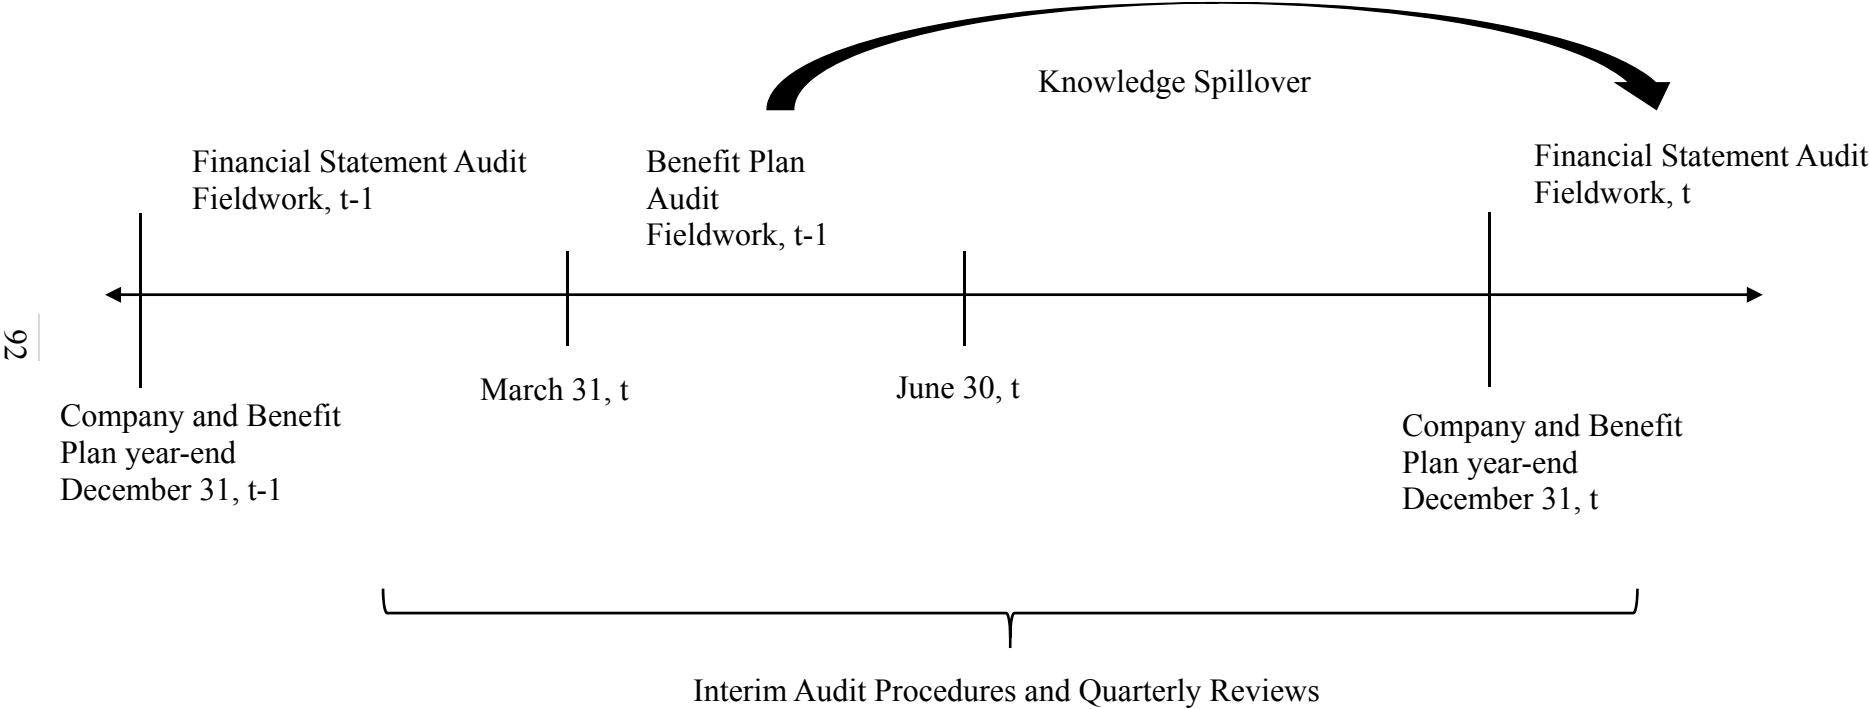 Knowledge Spillover
Financial Statement Audit
Fieldwork, t-1
Benefit Plan
Audit
Fieldwork, t-1
Financial Statement Audit
Fieldwork, t
92
March 31, t
June 30, t
Company and Benefit
Plan year-end
December 31, t-1
Company and Benefit
Plan year-end
December 31, t
Interim Audit Procedures and Quarterly Reviews